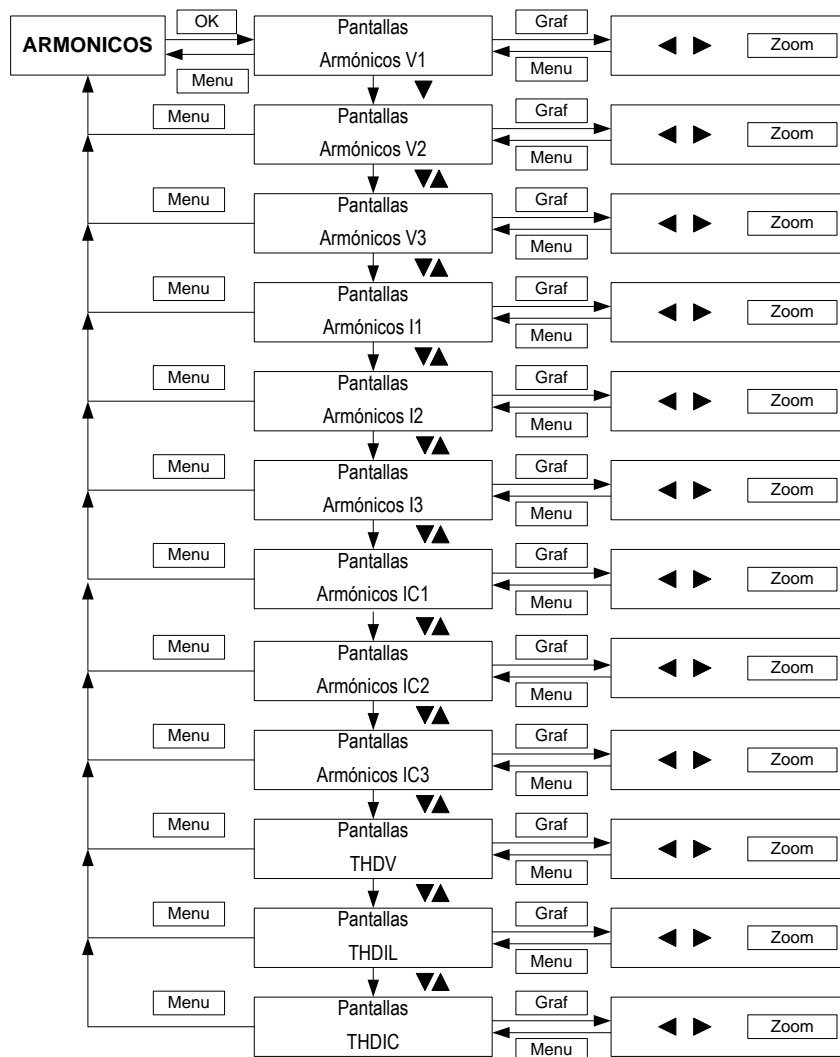 OK
Pantallas
Graf
ARMONICOS
Zoom
Menu
Armónicos V1
Menu
Menu
Pantallas
Graf
Zoom
Armónicos V2
Menu
Menu
Pantallas
Graf
Zoom
Armónicos V3
Menu
Menu
Pantallas
Graf
Zoom
Armónicos I1
Menu
Menu
Pantallas
Graf
Zoom
Armónicos I2
Menu
Menu
Pantallas
Graf
Zoom
Armónicos I3
Menu
Menu
Pantallas
Graf
Zoom
Armónicos IC1
Menu
Menu
Pantallas
Graf
Zoom
Armónicos IC2
Menu
Menu
Pantallas
Graf
Zoom
Armónicos IC3
Menu
Menu
Pantallas
Graf
Zoom
THDV
Menu
Menu
Pantallas
Graf
Zoom
THDIL
Menu
Menu
Pantallas
Graf
Zoom
THDIC
Menu